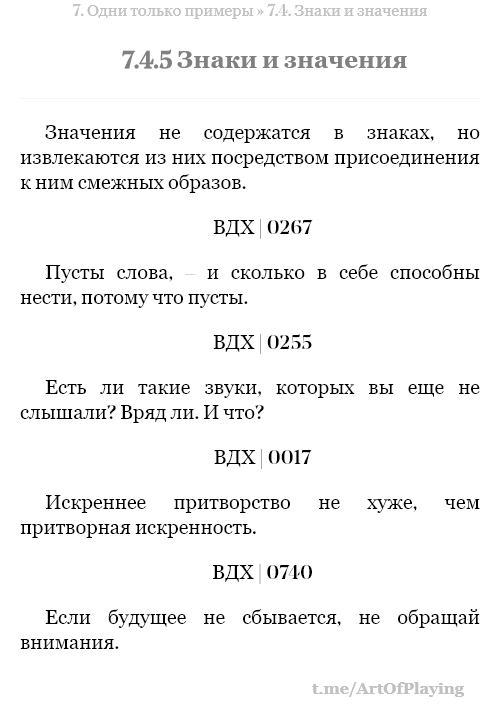 7. Одни только примеры » 7.4. Знаки и значения
7.4.5 Знаки и значения
Значения не содержатся в знаках, но
извлекаются из них посредством присоединения
к ним смежных образов.
ВДХ | 0267
Пусты слова, – и сколько в себе способны
нести, потому что пусты.
ВДХ | 0255
Есть ли такие звуки, которых вы еще не
слышали? Вряд ли. И что?
ВДХ | 0017
Искреннее притворство не хуже, чем
притворная искренность.
ВДХ | 0740
Если будущее не сбывается, не обращай
внимания.
t.me/ArtOfPlaying